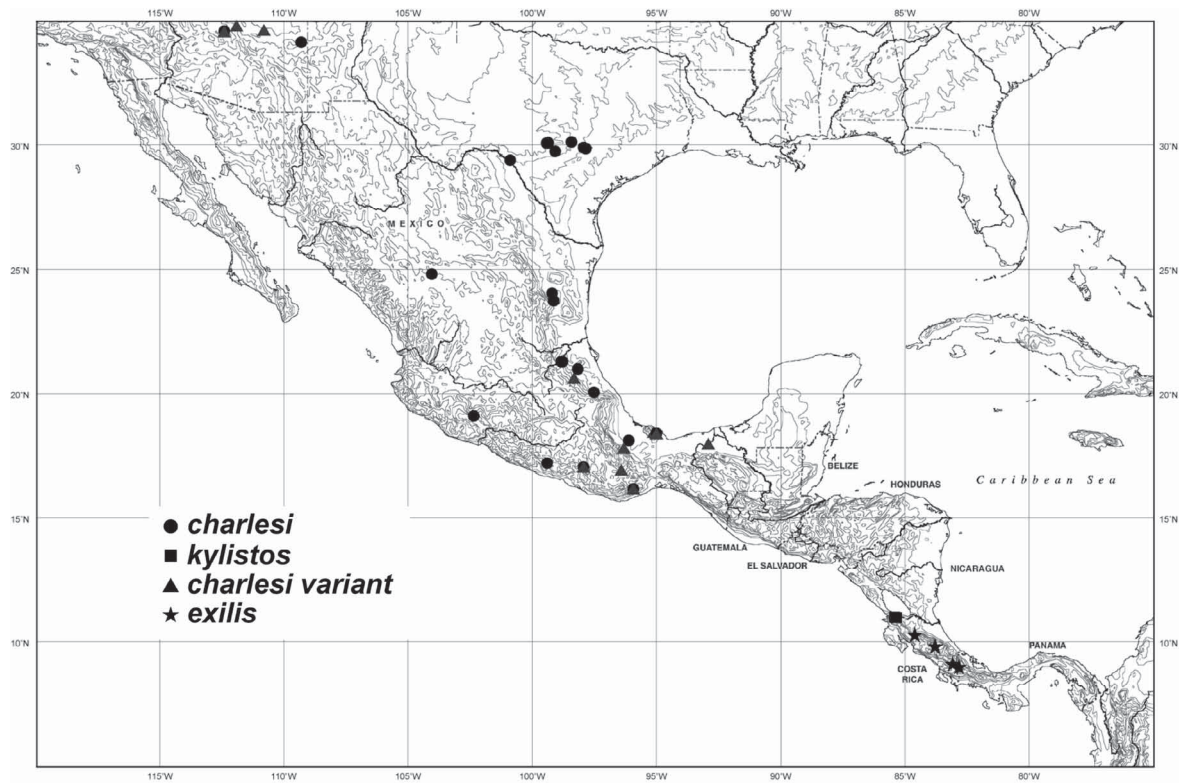 115°W 110°W 105°W 100°W 95°W 90°W 85°W 80°W
30°N 30°N
MEXICO
25°N 25°N
20°N 20°N
BELIZE
Caribbean Sea
HONDURAS
15°N 15°N
charlesi
GUATEMALA
kylistos
EL SALVADOR
NICARAGUA
charlesi variant
exilis
10°N 10°N
PANAMA
COSTA
RICA
115°W 110°W 105°W 100°W 95°W 90°W 85°W 80°W